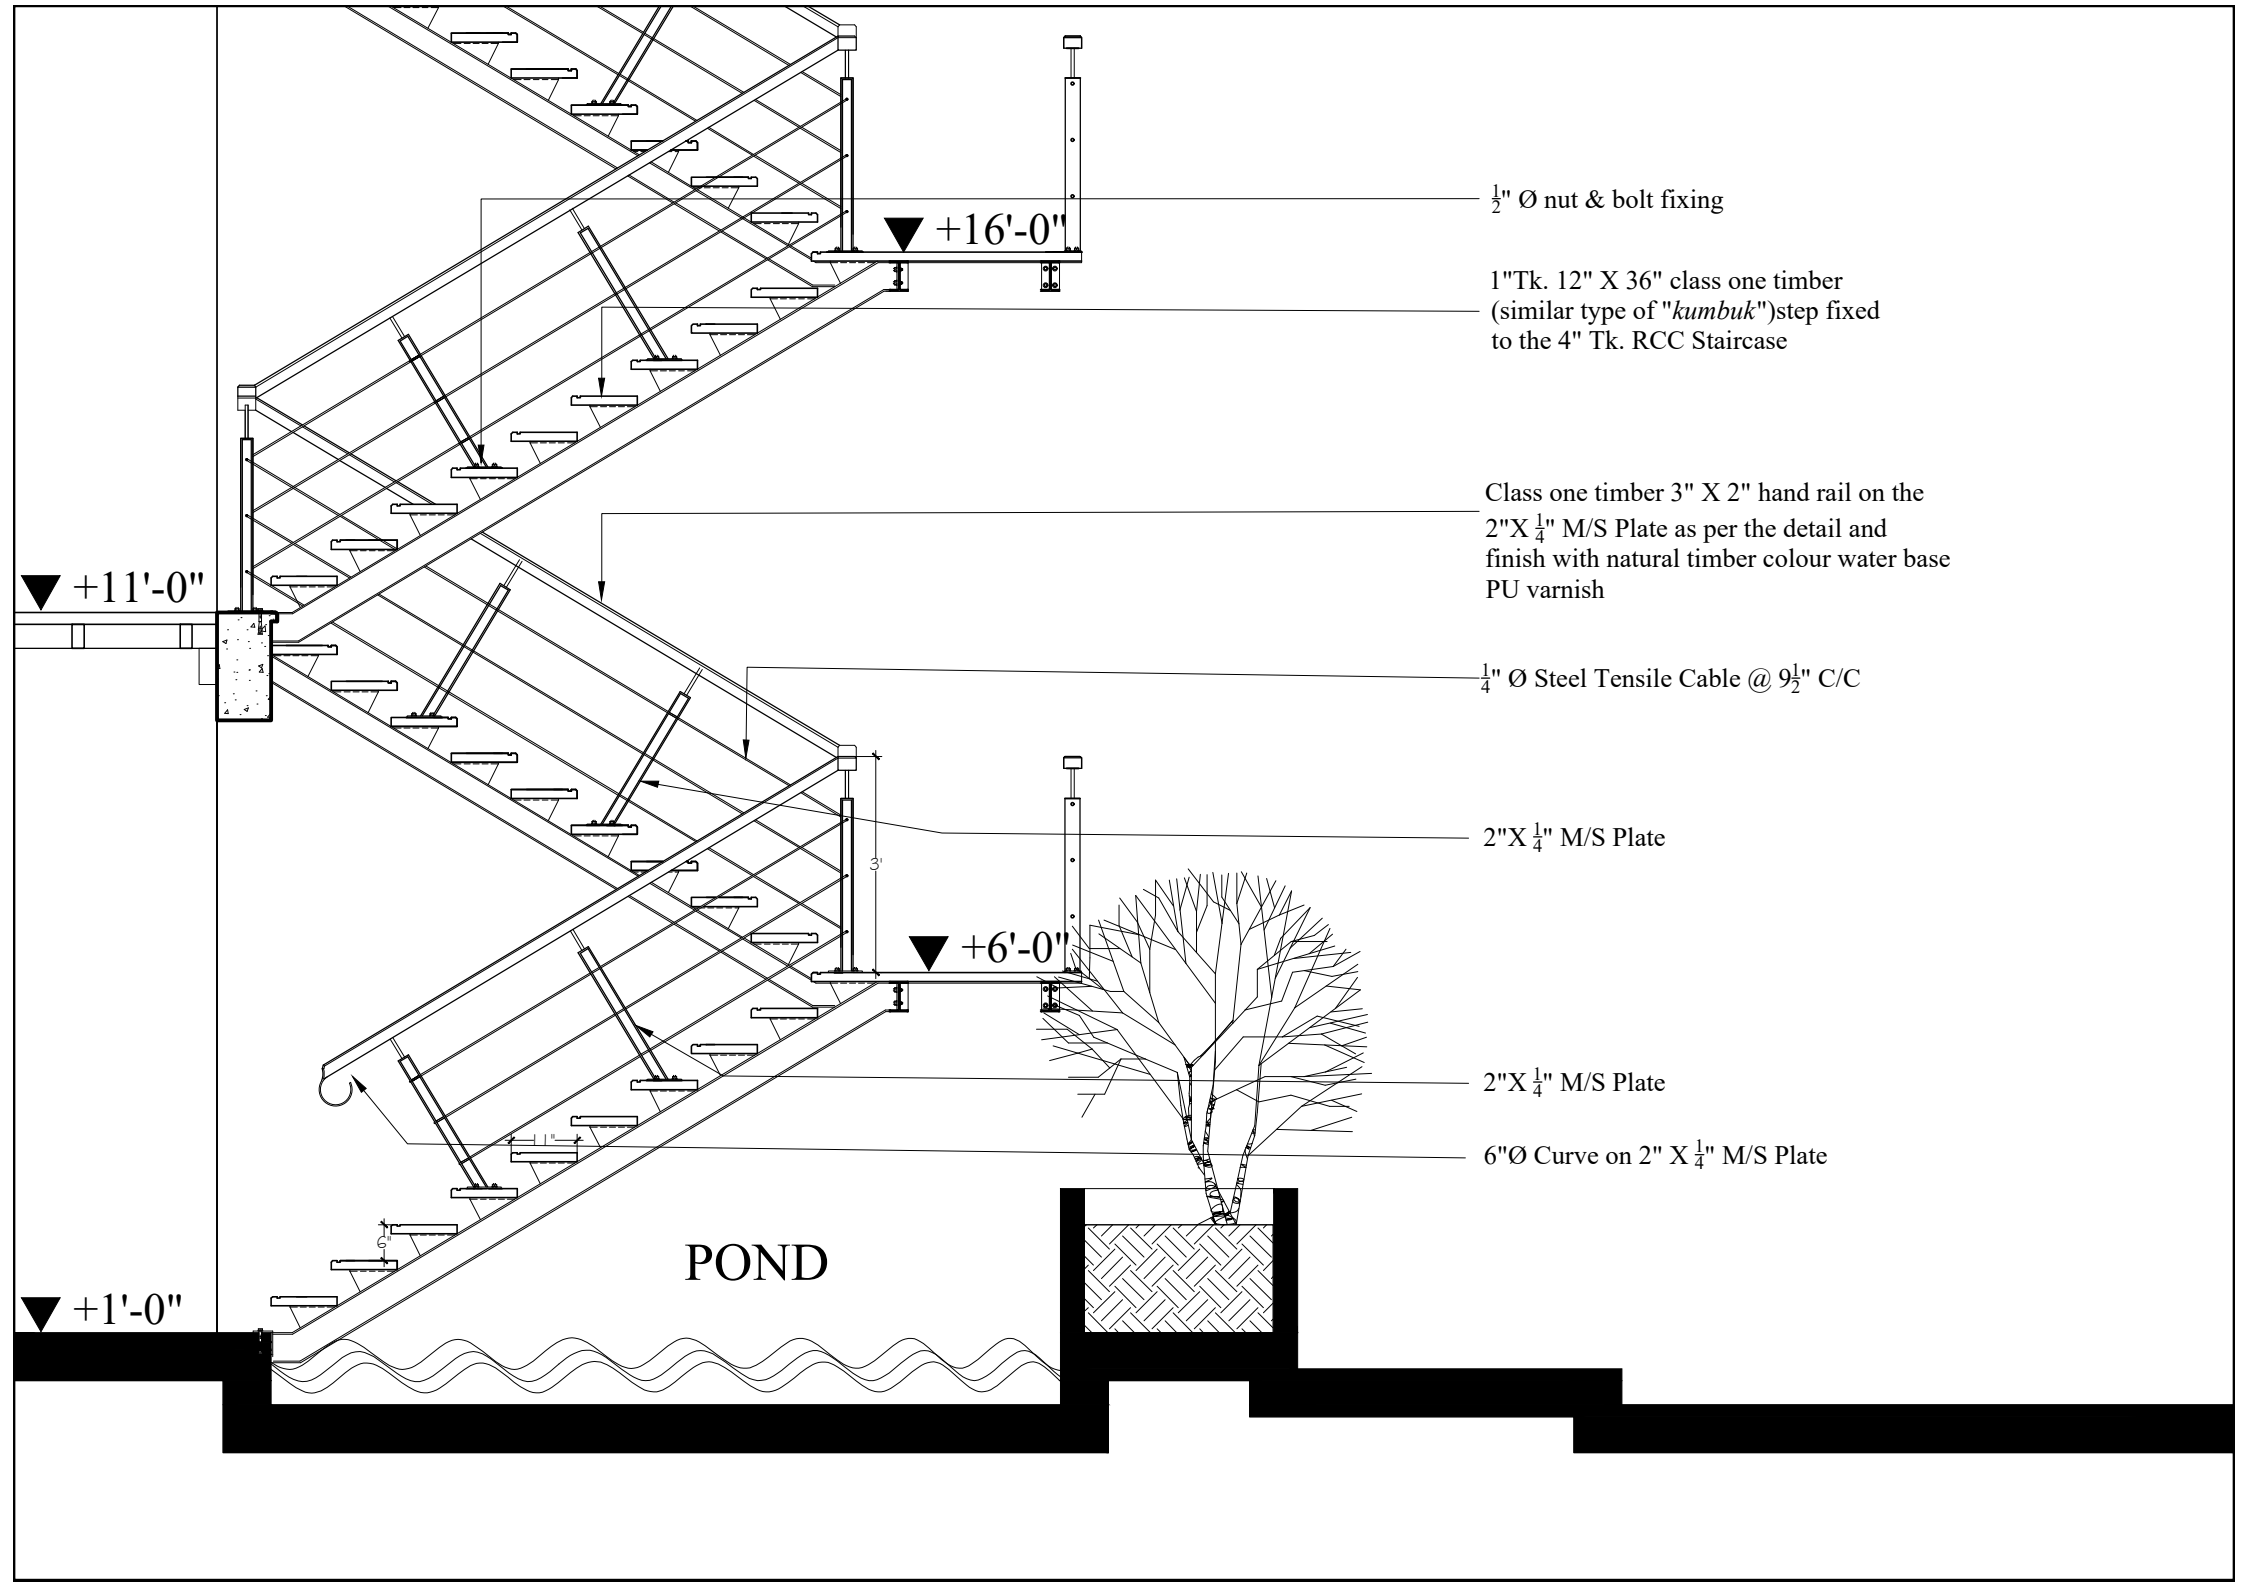 ½" Ø nut & bolt fixing
+16'-0"
1"Tk. 12" X 36" class one timber
(similar type of "kumbuk")step fixed
to the 4" Tk. RCC Staircase
Class one timber 3" X 2" hand rail on the
2"X ¼" M/S Plate as per the detail and
finish with natural timber colour water base
PU varnish
+11'-0"
¼" Ø Steel Tensile Cable @ 9½" C/C
2"X ¼" M/S Plate
3'
+6'-0"
2"X ¼" M/S Plate
11"
6"Ø Curve on 2" X ¼" M/S Plate
6"
POND
+1'-0"